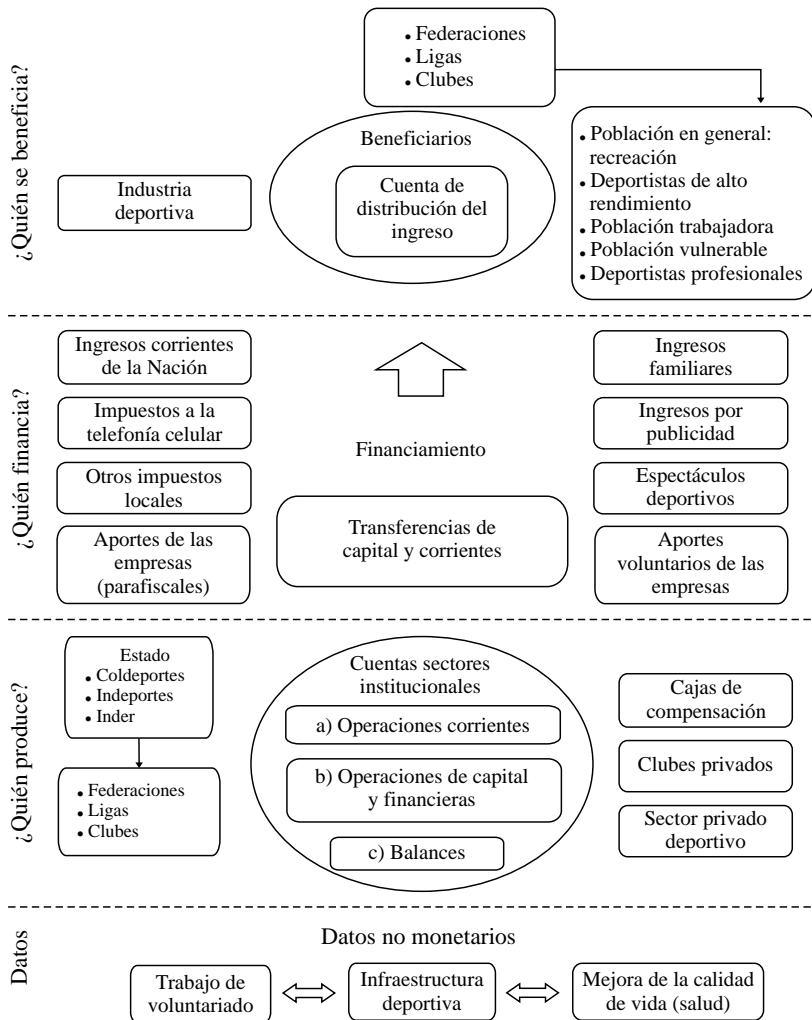 ¿Quién se beneficia?
• Federaciones
• Ligas
• Clubes
Beneficiarios
Cuenta de
distribución del
ingreso
Industria
deportiva
• Población en general:
recreación
• Deportistas de alto
rendimiento
• Población trabajadora
• Población vulnerable
• Deportistas profesionales
¿Quién financia?
Ingresos corrientes
de la Nación
Impuestos a la
telefonía celular
Otros impuestos
locales
Aportes de las
empresas
(parafiscales)
Financiamiento
Transferencias de
capital y corrientes
Ingresos
familiares
Ingresos por
publicidad
Espectáculos
deportivos
Aportes
voluntarios de las
empresas
¿Quién produce?
Estado
• Coldeportes
• Indeportes
• Inder
• Federaciones
• Ligas
• Clubes
Cuentas sectores
institucionales
a) Operaciones corrientes
b) Operaciones de capital
y financieras
c) Balances
Cajas de
compensación
Clubes privados
Sector privado
deportivo
Datos
Datos no monetarios
Trabajo de
voluntariado
Infraestructura
deportiva
Mejora de la calidad
de vida (salud)